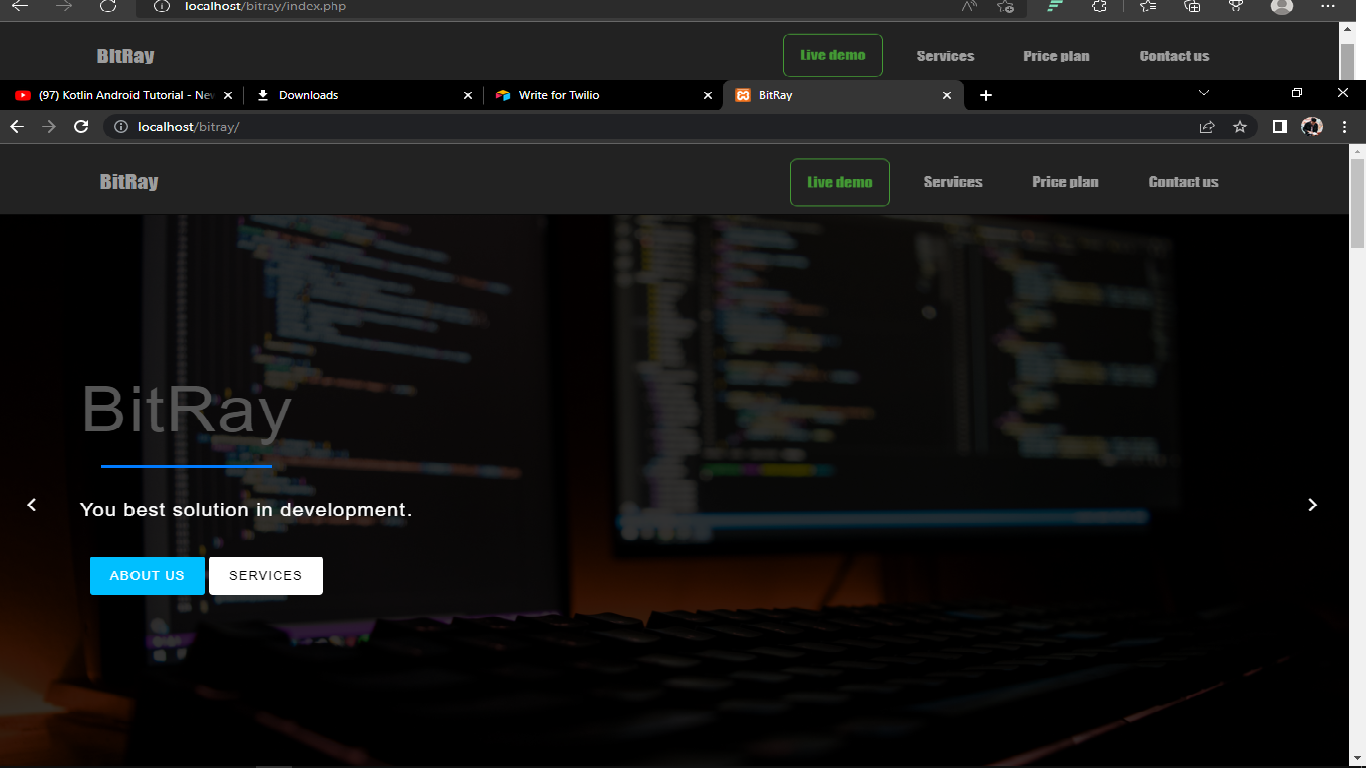 localhost/bitray/index.php
BitRay Live demo Services Price plan Contact us
(97) Kotlin Android Tutorial - Nev Downloads Write for Twilio BitRay
localhost/bitray/
BitRay Live demo Services Price plan Contact us
BitRay
You best solution in development.
ABOUT US SERVICES